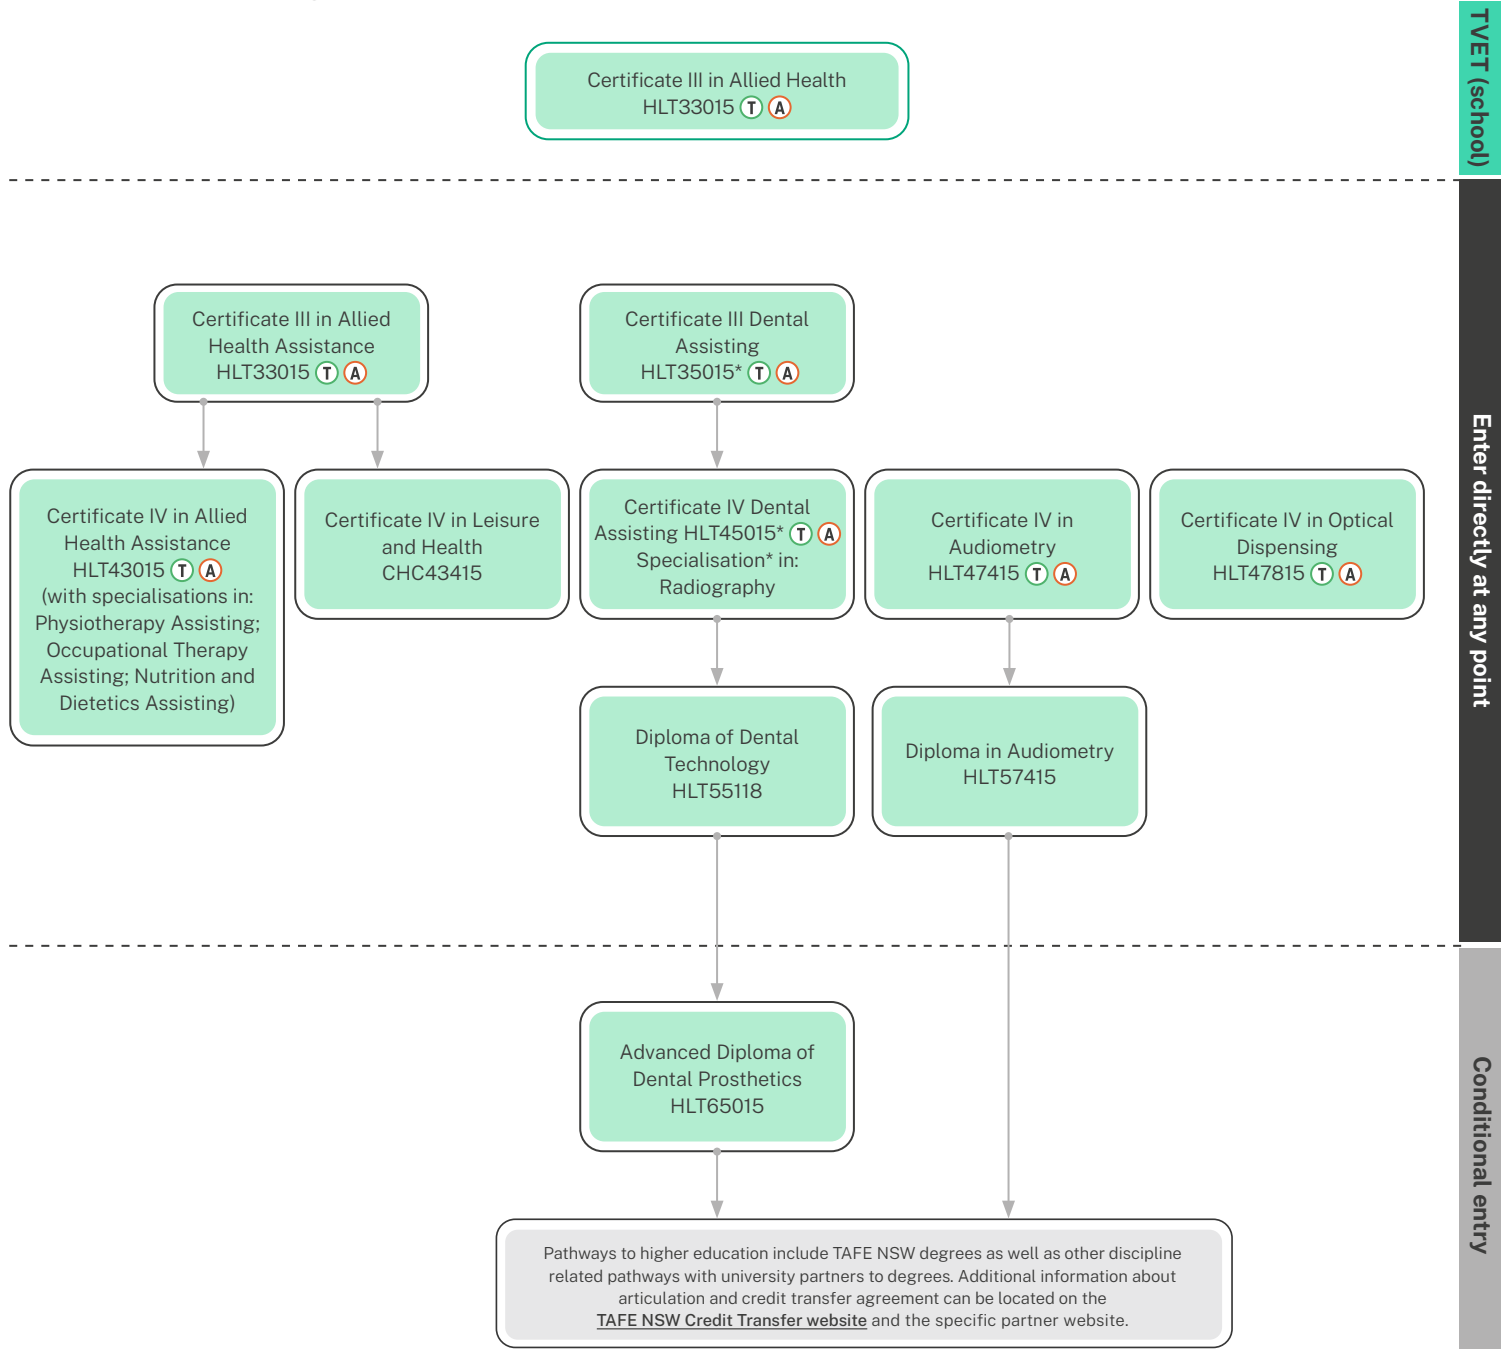 TVET (school)
Certificate III in Allied Health
HLT33015 T A
Enter directly at any point
Certificate III in Allied
Health Assistance
HLT33015 T A
Certificate III Dental
Assisting
HLT35015* T A
Certificate IV in Allied
Health Assistance
HLT43015 T A
(with specialisations in:
Physiotherapy Assisting;
Occupational Therapy
Assisting; Nutrition and
Dietetics Assisting)
Certificate IV in Leisure
and Health
CHC43415
Certificate IV Dental
Assisting HLT45015* T A
Specialisation* in:
Radiography
Certificate IV in
Audiometry
HLT47415 T A
Certificate IV in Optical
Dispensing
HLT47815 T A
Diploma of Dental
Technology
HLT55118
Diploma in Audiometry
HLT57415
Conditional entry
Advanced Diploma of
Dental Prosthetics
HLT65015
Pathways to higher education include TAFE NSW degrees as well as other discipline
related pathways with university partners to degrees. Additional information about
articulation and credit transfer agreement can be located on the
TAFE NSW Credit Transfer website and the specific partner website.